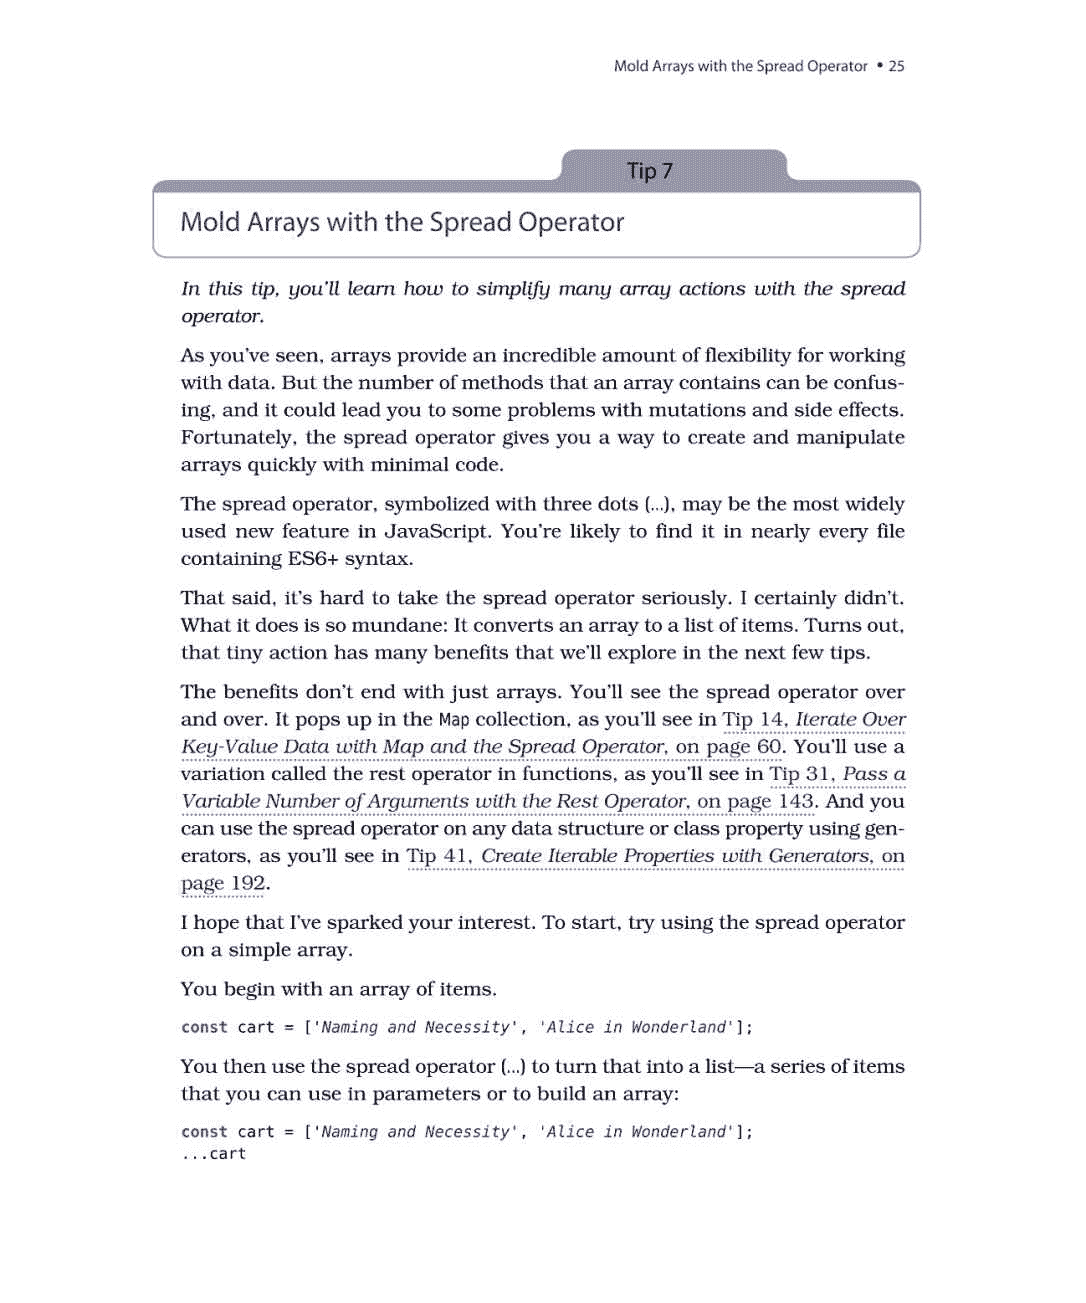 Mold Arrays with the Spread Operator • 25
Tip 7
Mold Arrays with the Spread Operator
In this tip, you'll learn how to simplify many array actions with the spread
operator.
As you've seen, arrays provide an incredible amount of flexibility for working
with data. But the number of methods that an array contains can be confus-
ing, and it could lead you to some problems with mutations and side effects.
Fortunately, the spread operator gives you a way to create and manipulate
arrays quickly with minimal code.
The spread operator, symbolized with three dots (...), may be the most widely
used new feature in JavaScript. You're likely to find it in nearly every file
containing ES6+ syntax.
That said, it's hard to take the spread operator seriously. I certainly didn't.
What it does is so mundane: It converts an array to a list of items. Turns out,
that tiny action has many benefits that we'll explore in the next few tips.
The benefits don't end with just arrays. You'll see the spread operator over
and over. It pops up in the Map collection, as you'll see in Tip 14, Iterate Over
Key-Value Data with Map and the Spread Operator, on page 60. You'll use a
variation called the rest operator in functions, as you'll see in Tip 31, Pass a
Variable Number of Arguments with the Rest Operator, on page 143. And you
can use the spread operator on any data structure or class property using gen-
erators, as you'll see in Tip 41, Create Iterable Properties with Generators, on
page 192.
I hope that I've sparked your interest. To start, try using the spread operator
on a simple array.
You begin with an array of items.
const cart = ['Naming and Necessity', 'Alice in Wonderland'];
You then use the spread operator (...) to turn that into a list—a series of items
that you can use in parameters or to build an array:
const cart = ['Naming and Necessity', 'Alice in Wonderland'];
...cart